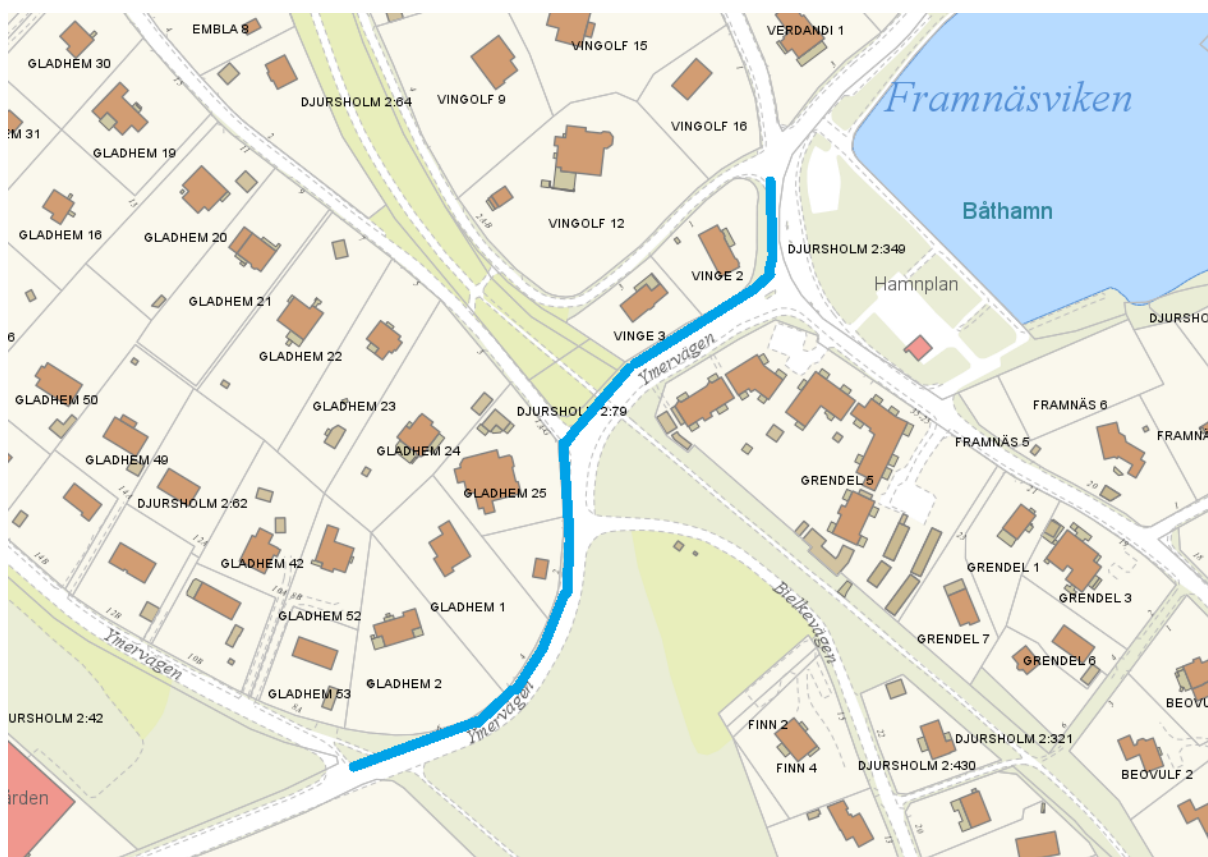 EMBLA 8
VINGOLF 15
VERDANDI 1
GLADHEM 30
VINGOLF 9
DJURSHOLM 2:64
Framnäsviken
VINGOLF 16
EM 31
GLADHEM 19
Båthamn
VINGOLF 12
GLADHEM 16
GLADHEM 20
DJURSHOLM 2:349
VINGE 2
Hamnplan
GLADHEM 21
DJURSHO
VINGE 3
Ymervägen
GLADHEM 22
GLADHEM 50
GLADHEM 23
DJURSHOLM 2:79
FRAMNÄS 6
FRAMNÄ
FRAMNÄS 5
GLADHEM 24
GLADHEM 49
GLADHEM 25
GRENDEL 5
DJURSHOLM 2:62
GLADHEM 42
GRENDEL 1
GRENDEL 3
GLADHEM 1
Bielkevägen
GLADHEM 52
GRENDEL 7
Ymervägen
GRENDEL 6
GLADHEM 2
GLADHEM 53
Ymervägen
BEOVU
URSHOLM 2:42
FINN 2
DJURSHOLM 2:321
FINN 4
DJURSHOLM 2:430
BEOVULF 2
ården